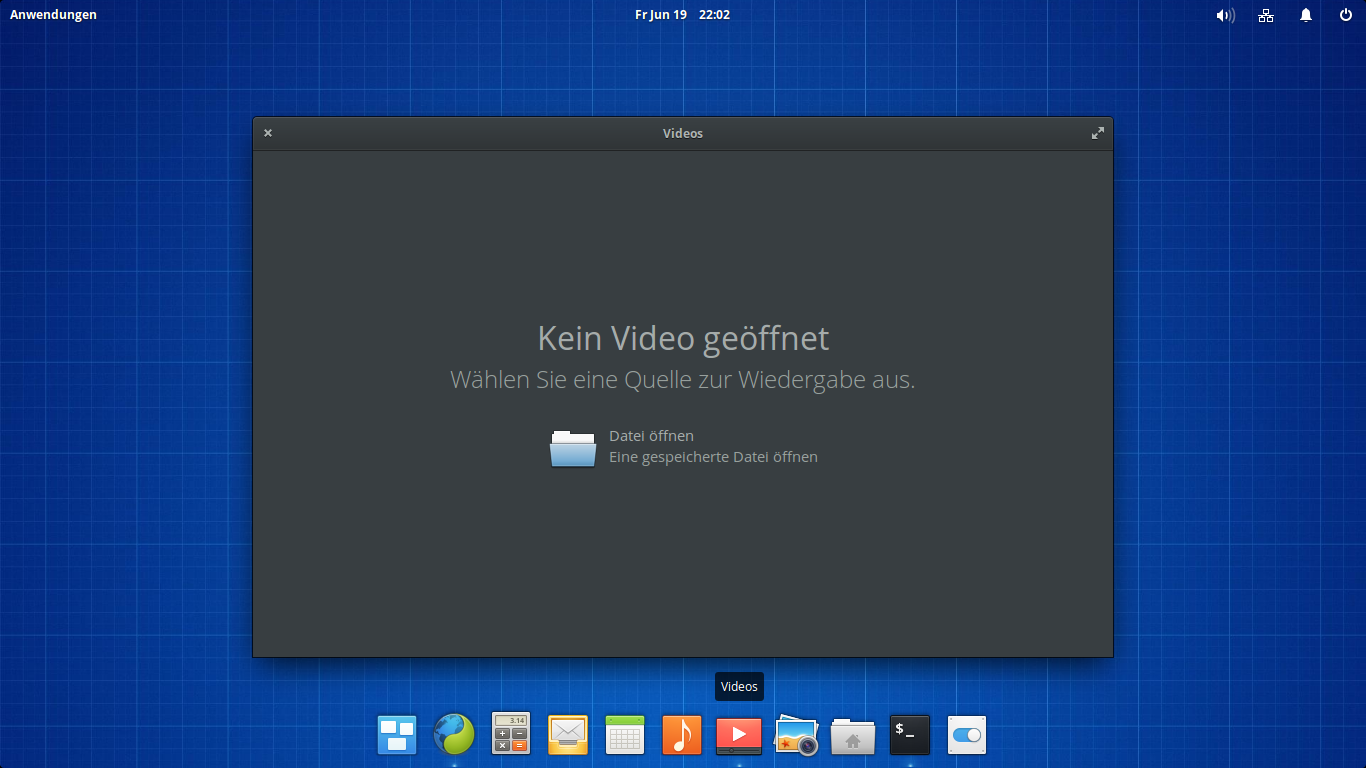 Anwendungen
Fr Jun 19 22:02
Videos
Kein Video geöffnet
Wählen Sie eine Quelle zur Wiedergabe aus.
Datei öffnen
Eine gespeicherte Datei öffnen
Videos
3.14
$_